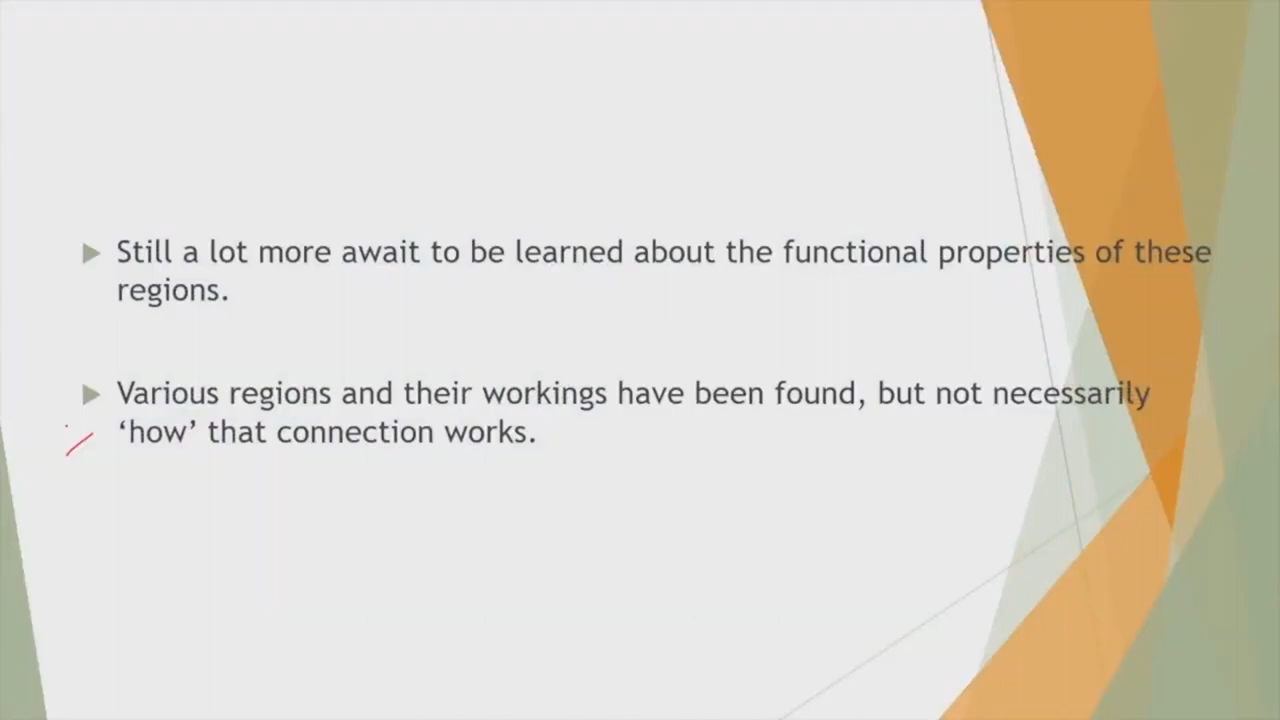 Still a lot more await to be learned about the functional properties of these
regions.
Various regions and their workings have been found, but not necessarily
‘how’ that connection works.